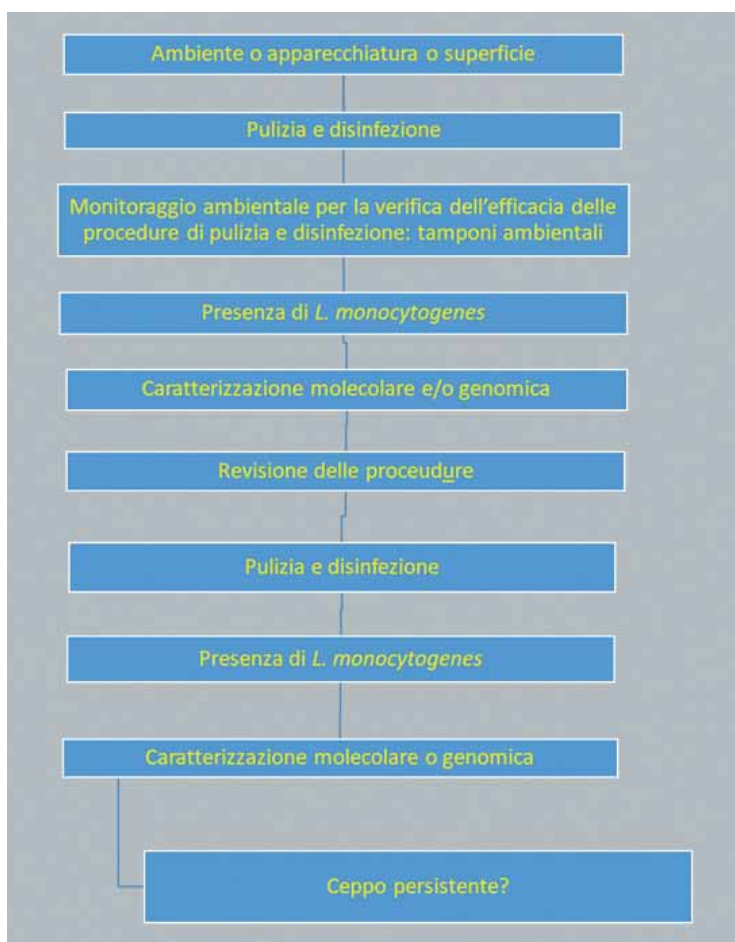 Ambiente o apparecchiatura o superficie
Pulizia e disinfezione
Monitoraggio ambientale per la verifica dell'efficacia delle
procedure di pulizia e disinfezione: tamponi ambientali
Presenza di L. monocytogenes
Caratterizzazione molecolare e/o genomica
Revisione delle proceudure
Pulizia e disinfezione
Presenza di L. monocytogenes
Caratterizzazione molecolare o genomica
Ceppo persistente?